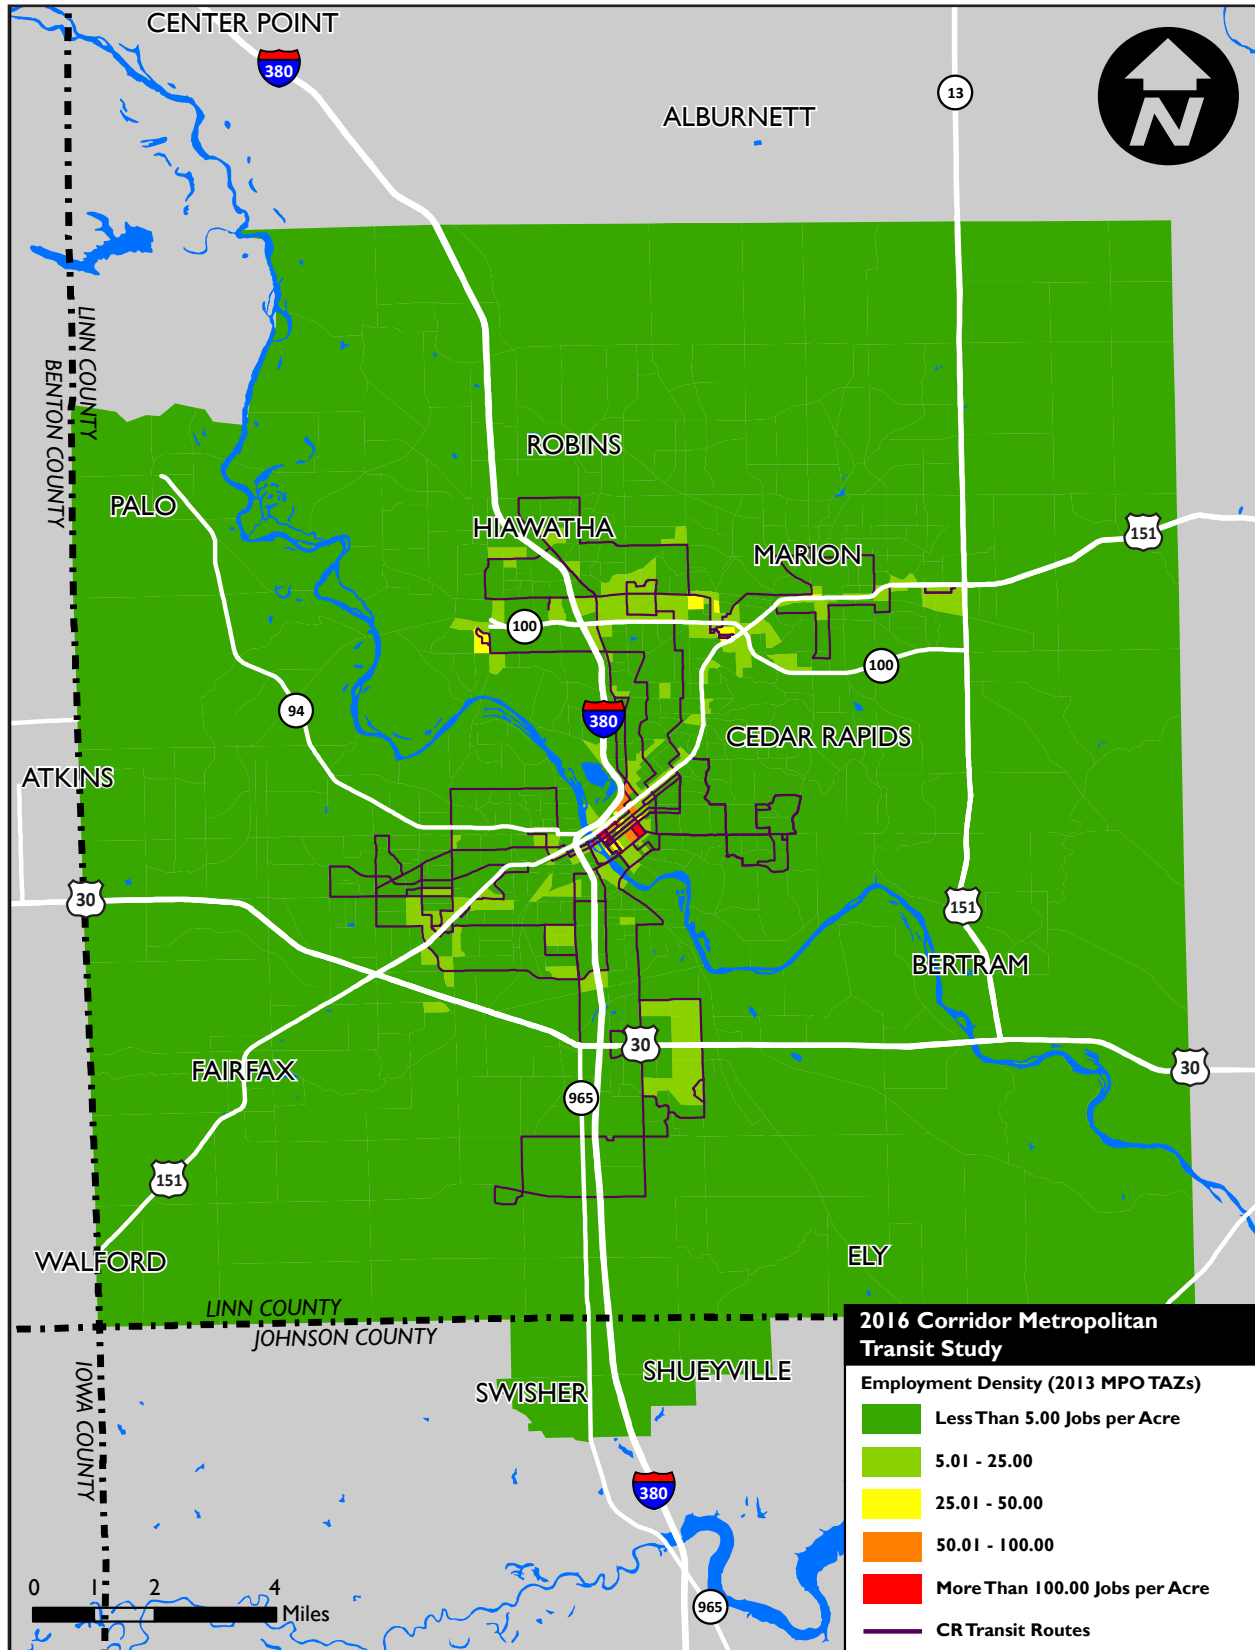 CENTER POINT
380
13
ALBURNETT
N
LINN COUNTY
BENTON COUNTY
ROBINS
PALO
HIAWATHA
MARION
151
100
100
94
380
CEDAR RAPIDS
ATKINS
30
151
BERTRAM
30
30
FAIRFAX
965
151
WALFORD
ELY
LINN COUNTY
JOHNSON COUNTY
IOWA COUNTY
SHUEYVILLE
SWISHER
380
965
0 1 2 4
Miles
2016 Corridor Metropolitan
Transit Study
Employment Density (2013 MPO TAZs)
Less Than 5.00 Jobs per Acre
5.01 - 25.00
25.01 - 50.00
50.01 - 100.00
More Than 100.00 Jobs per Acre
CR Transit Routes